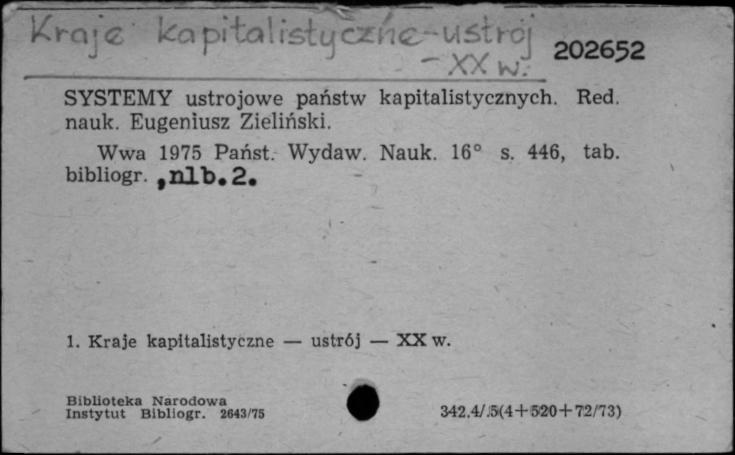 Kraje kapitalistyczne-ustrój
- XX w.
202652
SYSTEMY ustrojowe państw kapitalistycznych. Red.
nauk. Eugeniusz Zieliński.
Wwa 1975 Państ. Wydaw. Nauk. 16° s. 446, tab.
bibliogr. ,nlb.2.
1. Kraje kapitalistyczne — ustrój — XX w.
Biblioteka Narodowa
Instytut Bibliogr. 2643/75
342.4/.5(4+520+72/73)